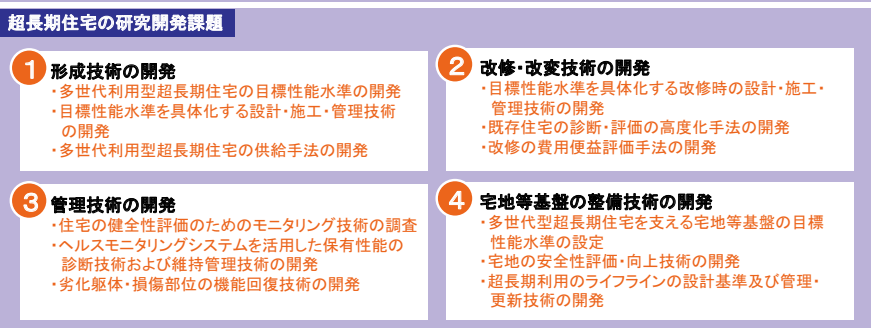 超長期住宅の研究開発課題
1 形成技術の開発
・多世代利用型超長期住宅の目標性能水準の開発
・目標性能水準を具体化する設計・施工・管理技術
の開発
・多世代利用型超長期住宅の供給手法の開発
2 改修・改変技術の開発
・目標性能水準を具体化する改修時の設計・施工・
管理技術の開発
・既存住宅の診断・評価の高度化手法の開発
・改修の費用便益評価手法の開発
3 管理技術の開発
・住宅の健全性評価のためのモニタリング技術の調査
・ヘルスモニタリングシステムを活用した保有性能の
診断技術および維持管理技術の開発
・劣化躯体・損傷部位の機能回復技術の開発
4 宅地等基盤の整備技術の開発
・多世代型超長期住宅を支える宅地等基盤の目標
性能水準の設定
・宅地の安全性評価・向上技術の開発
・超長期利用のライフラインの設計基準及び管理・
更新技術の開発